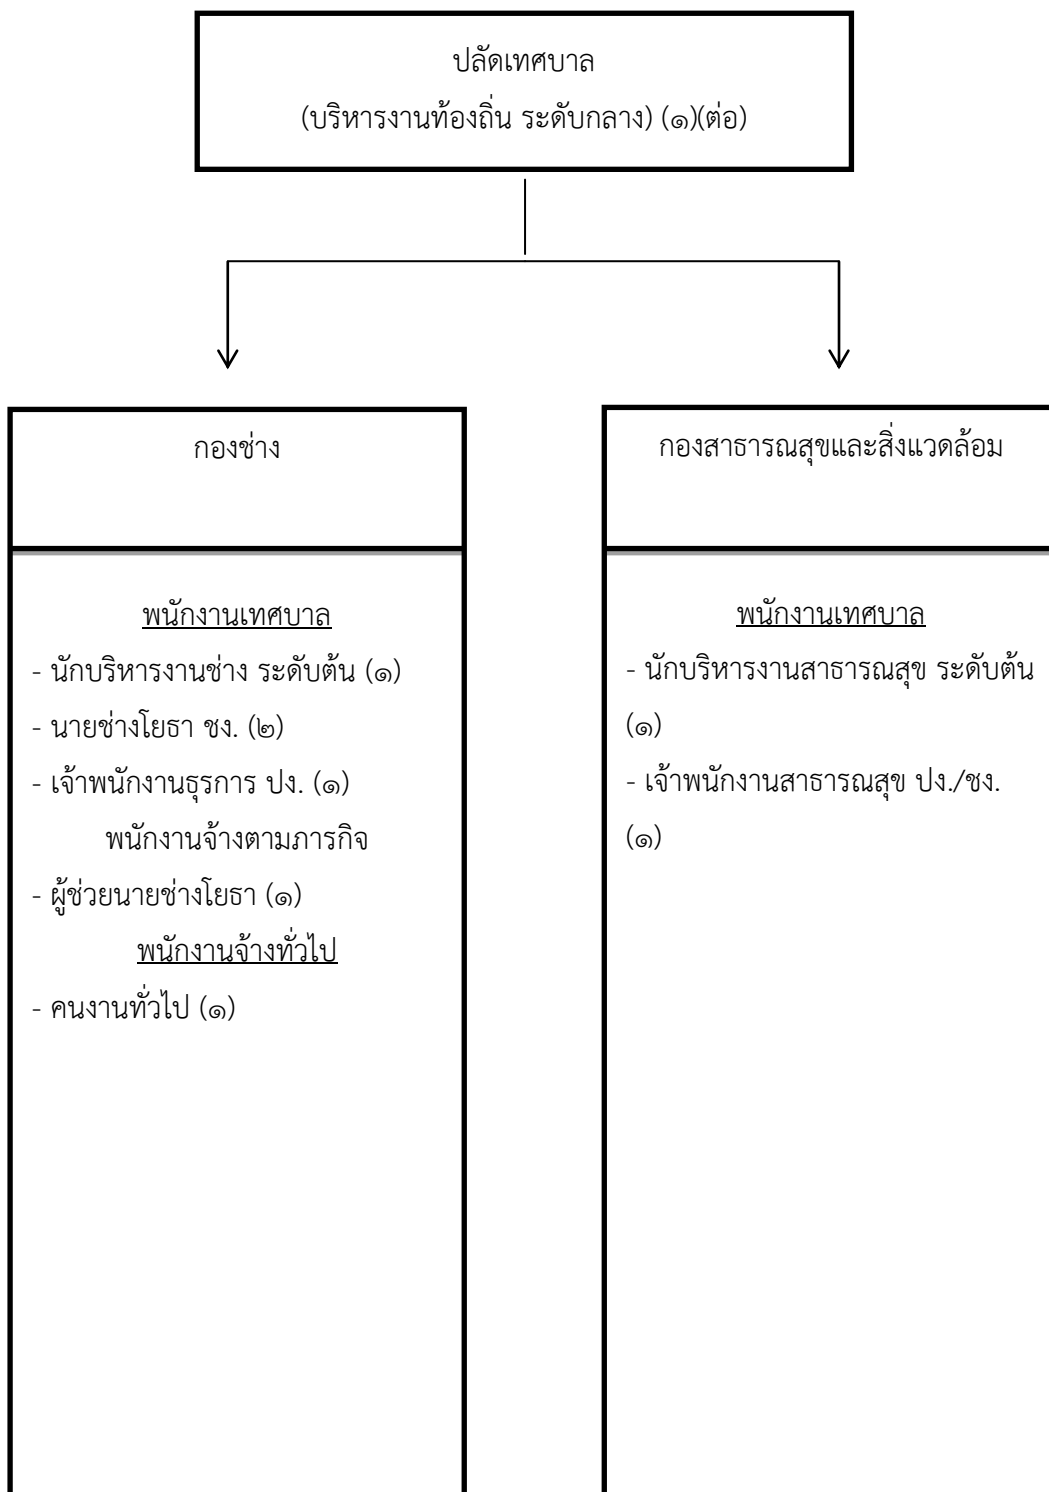 ปลัดเทศบาล
(บริหารงานท้องถิ่น ระดับกลาง) (๑)(ต่อ)
กองช่าง
พนักงานเทศบาล
- นักบริหารงานช่าง ระดับต้น (๑)
- นายช่างโยธา ชง. (๒)
- เจ้าพนักงานธุรการ ปง. (๑)
พนักงานจ้างตามภารกิจ
- ผู้ช่วยนายช่างโยธา (๑)
พนักงานจ้างทั่วไป
- คนงานทั่วไป (๑)
กองสาธารณสุขและสิ่งแวดล้อม
พนักงานเทศบาล
- นักบริหารงานสาธารณสุข ระดับต้น
(๑)
- เจ้าพนักงานสาธารณสุข ปง./ชง.
(๑)